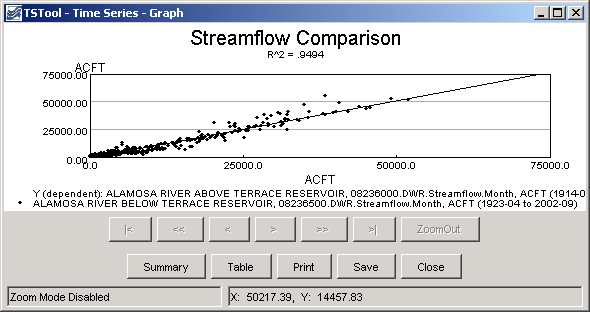 TSTool - Time Series - Graph
Streamflow Comparison
R^2 = .9494
ACFT
75000.00
50000.00
25000.00
0.00
0.0 25000.0 50000.0 75000.0
ACFT
Y (dependent): ALAMOSA RIVER ABOVE TERRACE RESERVOIR, 08236000.DWR.Streamflow.Month, ACFT (1914-0
ALAMOSA RIVER BELOW TERRACE RESERVOIR, 08236500.DWR.Streamflow.Month, ACFT (1923-04 to 2002-09)
|< << < > >> >| ZoomOut
Summary Table Print Save Close
Zoom Mode Disabled X: 50217.39, Y: 14457.83